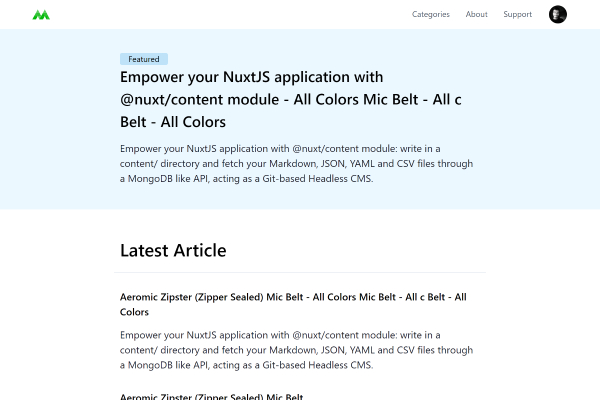 Categories About Support
Featured
Empower your NuxtJS application with
@nuxt/content module - All Colors Mic Belt - All c
Belt - All Colors
Empower your NuxtJS application with @nuxt/content module: write in a
content/ directory and fetch your Markdown, JSON, YAML and CSV files through
a MongoDB like API, acting as a Git-based Headless CMS.
Latest Article
Aeromic Zipster (Zipper Sealed) Mic Belt - All Colors Mic Belt - All c Belt - All
Colors
Empower your NuxtJS application with @nuxt/content module: write in a
content/ directory and fetch your Markdown, JSON, YAML and CSV files through
a MongoDB like API, acting as a Git-based Headless CMS.
Aeromic Zipster (Zipper Sealed) Mic Belt